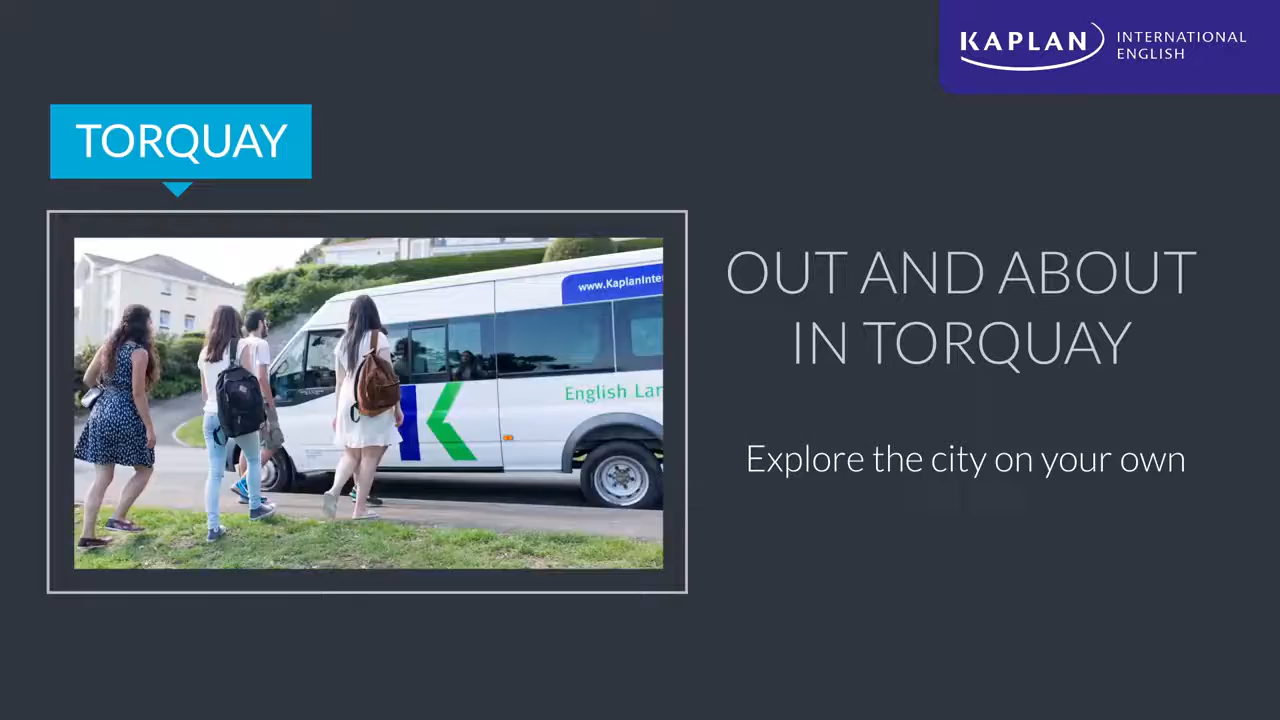 KAPLAN INTERNATIONAL
ENGLISH
TORQUAY
OUT AND ABOUT
IN TORQUAY
Explore the city on your own
www.KaplanInter
English Lan